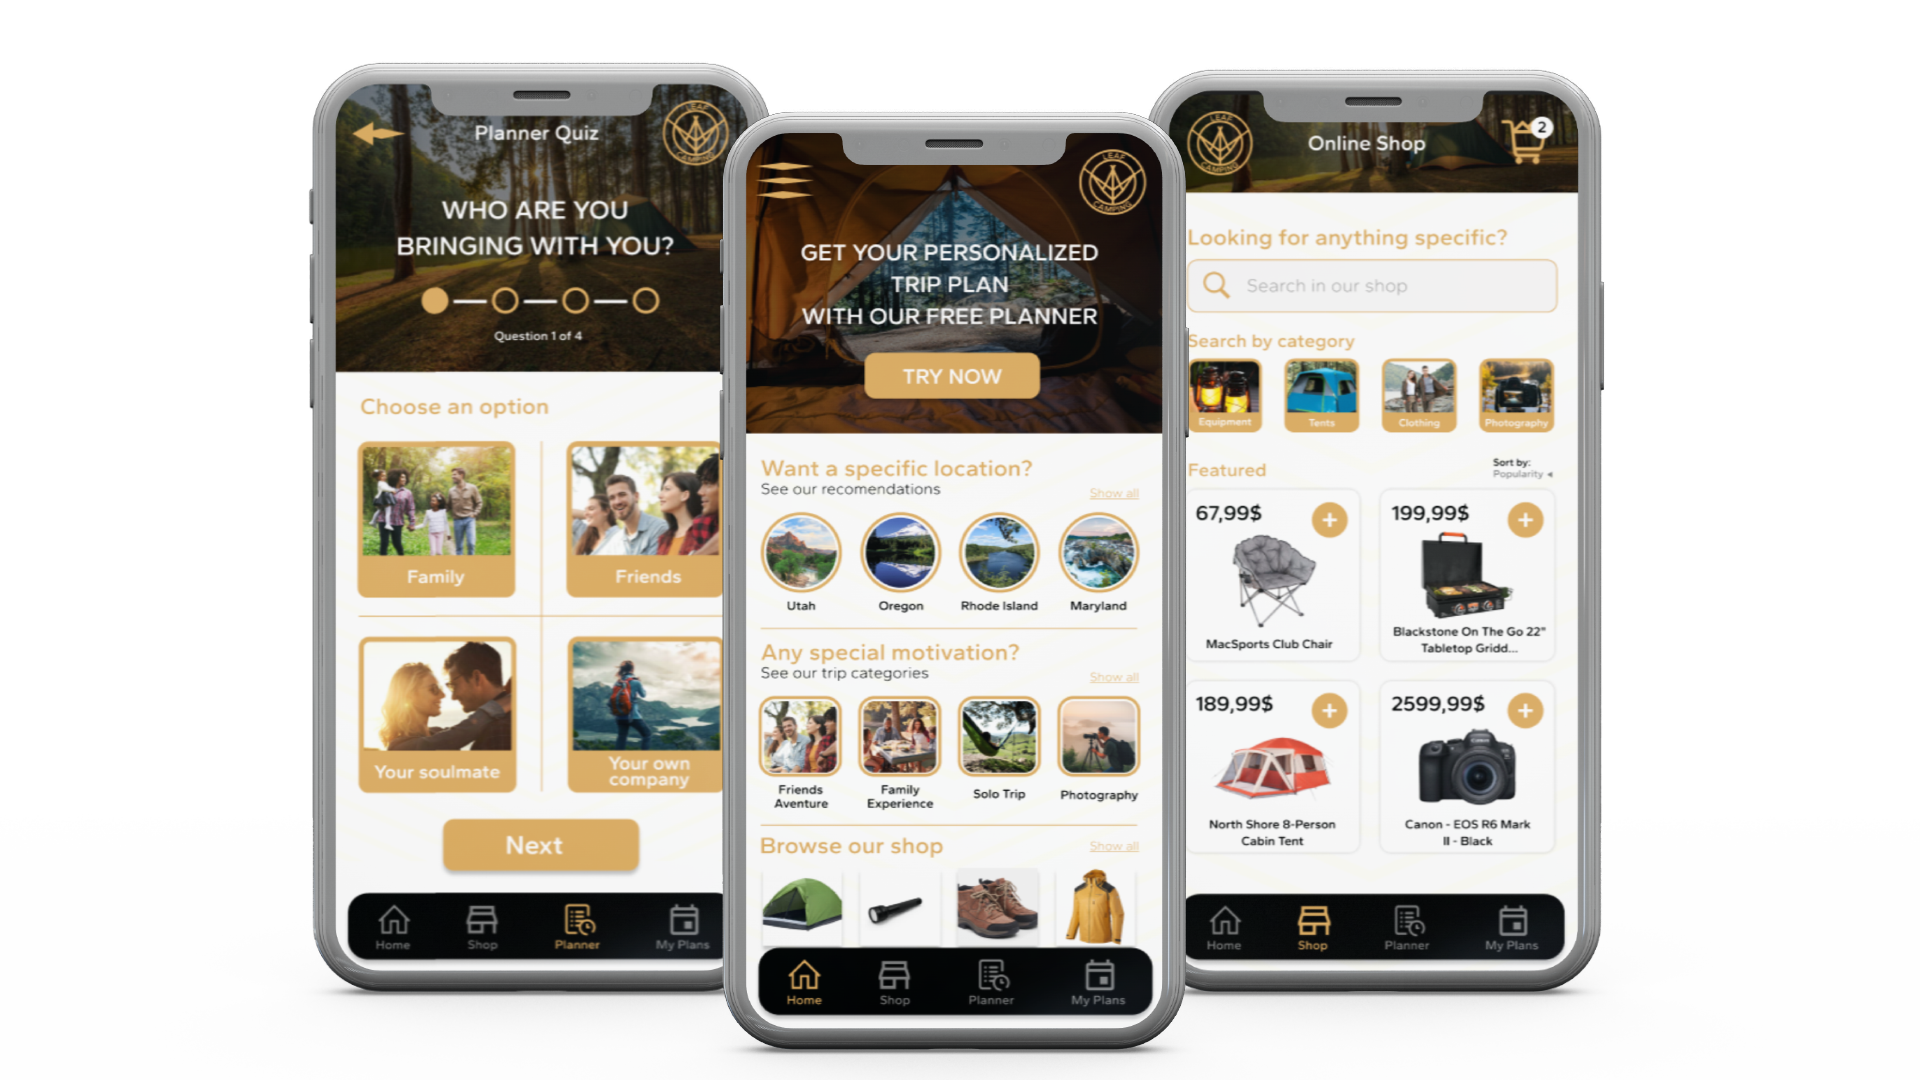 Planner Quiz
LEAF
CAMPING
WHO ARE YOU
BRINGING WITH YOU?
Question 1 of 4
Choose an option
Family
Friends
Your soulmate
Your own
company
Next
Home
Shop
Planner
My Plans
LEAF
CAMPING
GET YOUR PERSONALIZED
TRIP PLAN
WITH OUR FREE PLANNER
TRY NOW
Want a specific location?
See our recomendations
Show all
Utah
Oregon
Rhode Island
Maryland
Any special motivation?
See our trip categories
Show all
Friends
Aventure
Family
Experience
Solo Trip
Photography
Browse our shop
Show all
Home
Shop
Planner
My Plans
LEAF
CAMPING
Online Shop
2
Looking for anything specific?
Search in our shop
Search by category
Equipment
Tents
Clothing
Photography
Featured
Sort by:
Popularity
67,99$
MacSports Club Chair
199,99$
Blackstone On The Go 22"
Tabletop Gridd...
189,99$
North Shore 8-Person
Cabin Tent
2599,99$
Canon
Canon - EOS R6 Mark
II - Black
Home
Shop
Planner
My Plans